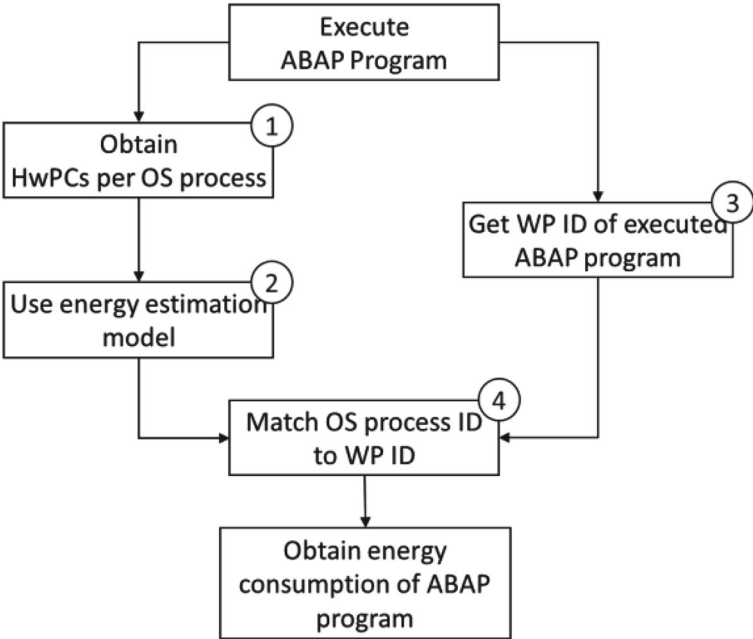 Execute
ABAP Program
1
Obtain
HwPCs per OS process
3
Get WP ID of executed
ABAP program
2
Use energy estimation
model
4
Match OS process ID
to WP ID
Obtain energy
consumption of ABAP
program